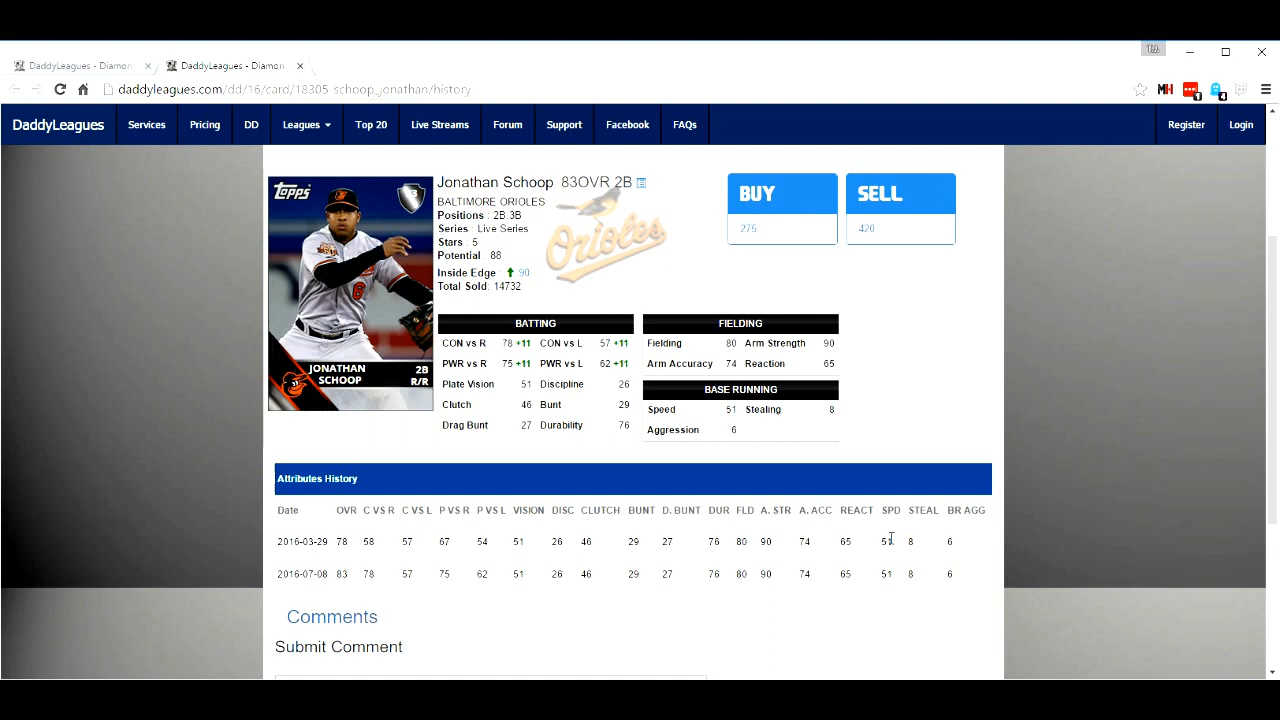 DaddyLeagues - Diamon
DaddyLeagues - Diamon
daddyleagues.com/dd/16/card/18305-schoop_jonathan/history
DaddyLeagues Services Pricing DD Leagues Top 20 Live Streams Forum Support Facebook FAQs Register Login
Topps
JONATHAN SCHOOP 2B R/R
Jonathan Schoop 83OVR 2B
BALTIMORE ORIOLES
Positions : 2B,3B
Series : Live Series
Stars : 5
Potential : 88
Inside Edge : 90
Total Sold: 14732
Orioles
BUY
275
SELL
420
BATTING
CON vs R 78 +11 CON vs L 57 +11
PWR vs R 75 +11 PWR vs L 62 +11
Plate Vision 51 Discipline 26
Clutch 46 Bunt 29
Drag Bunt 27 Durability 76
FIELDING
Fielding 80 Arm Strength 90
Arm Accuracy 74 Reaction 65
BASE RUNNING
Speed 51 Stealing 8
Aggression 6
Attributes History
Date OVR C VS R C VS L P VS R P VS L VISION DISC CLUTCH BUNT D. BUNT DUR FLD A. STR A. ACC REACT SPD STEAL BR AGG
2016-03-29 78 58 57 67 54 51 26 46 29 27 76 80 90 74 65 51 8 6
2016-07-08 83 78 57 75 62 51 26 46 29 27 76 80 90 74 65 51 8 6
Comments
Submit Comment